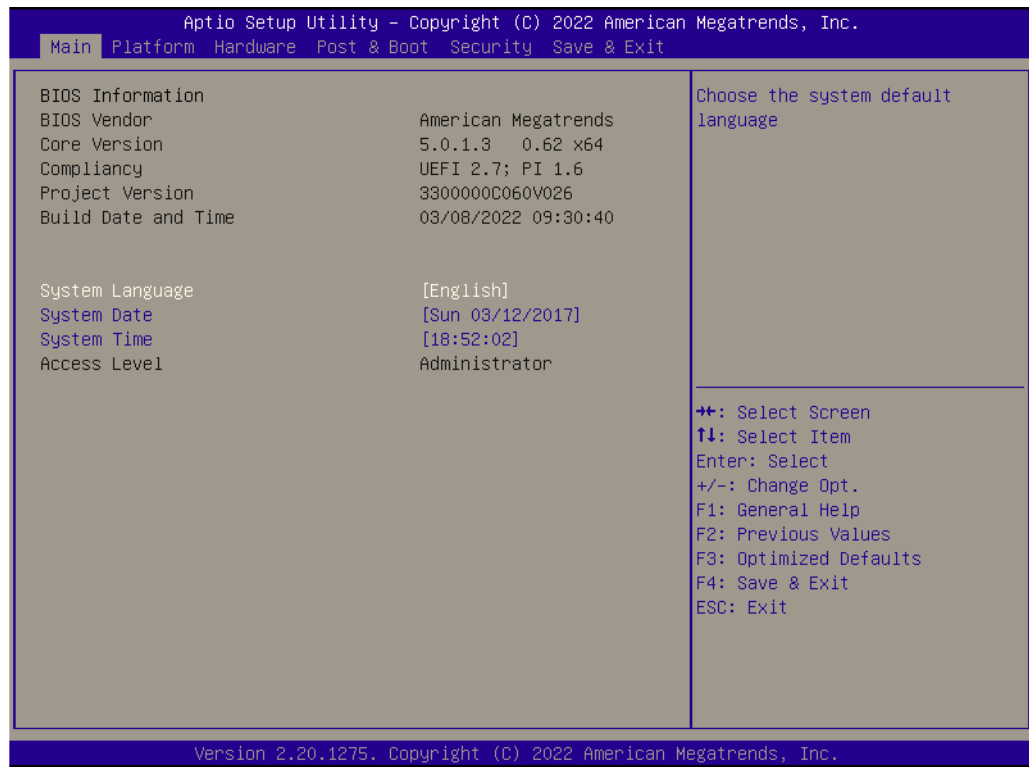 Aptio Setup Utility – Copyright (C) 2022 American Megatrends, Inc.
Main Platform Hardware Post & Boot Security Save & Exit
BIOS Information
BIOS Vendor American Megatrends
Core Version 5.0.1.3 0.62 x64
Compliancy UEFI 2.7; PI 1.6
Project Version 3300000C060V026
Build Date and Time 03/08/2022 09:30:40
System Language [English]
System Date [Sun 03/12/2017]
System Time [18:52:02]
Access Level Administrator
Choose the system default
language
→←: Select Screen
↑↓: Select Item
Enter: Select
+/-: Change Opt.
F1: General Help
F2: Previous Values
F3: Optimized Defaults
F4: Save & Exit
ESC: Exit
Version 2.20.1275. Copyright (C) 2022 American Megatrends, Inc.